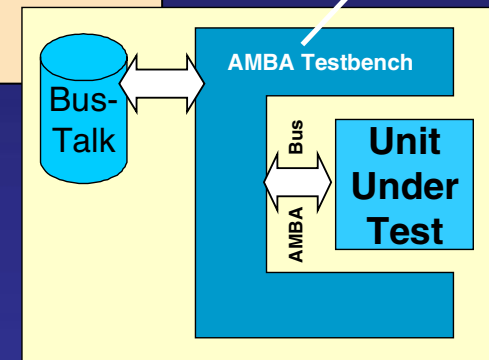 AMBA Testbench
Bus-
Talk
AMBA Bus
Unit
Under
Test